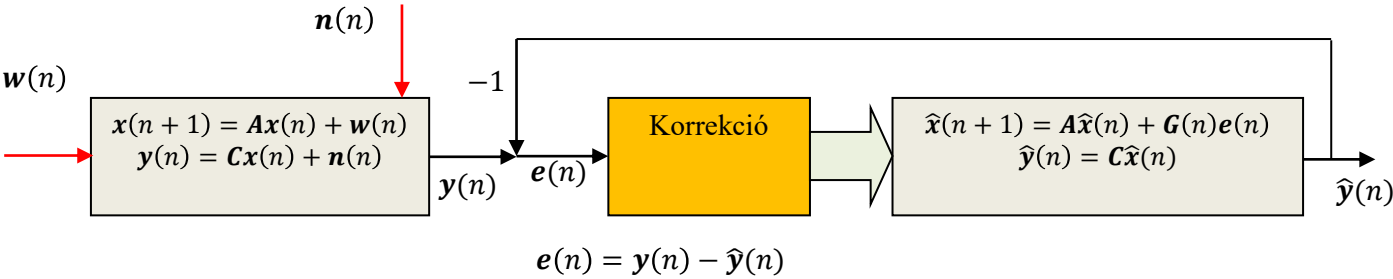 𝒏(𝑛)
𝒘(𝑛)
−1
𝒙(𝑛 + 1) = 𝑨𝒙(𝑛) + 𝒘(𝑛)
𝒚(𝑛) = 𝑪𝒙(𝑛) + 𝒏(𝑛)
𝒚(𝑛)
𝒆(𝑛)
Korrekció
𝒙̂(𝑛 + 1) = 𝑨𝒙̂(𝑛) + 𝑮(𝑛)𝒆(𝑛)
𝒚̂(𝑛) = 𝑪𝒙̂(𝑛)
𝒚̂(𝑛)
𝒆(𝑛) = 𝒚(𝑛) − 𝒚̂(𝑛)